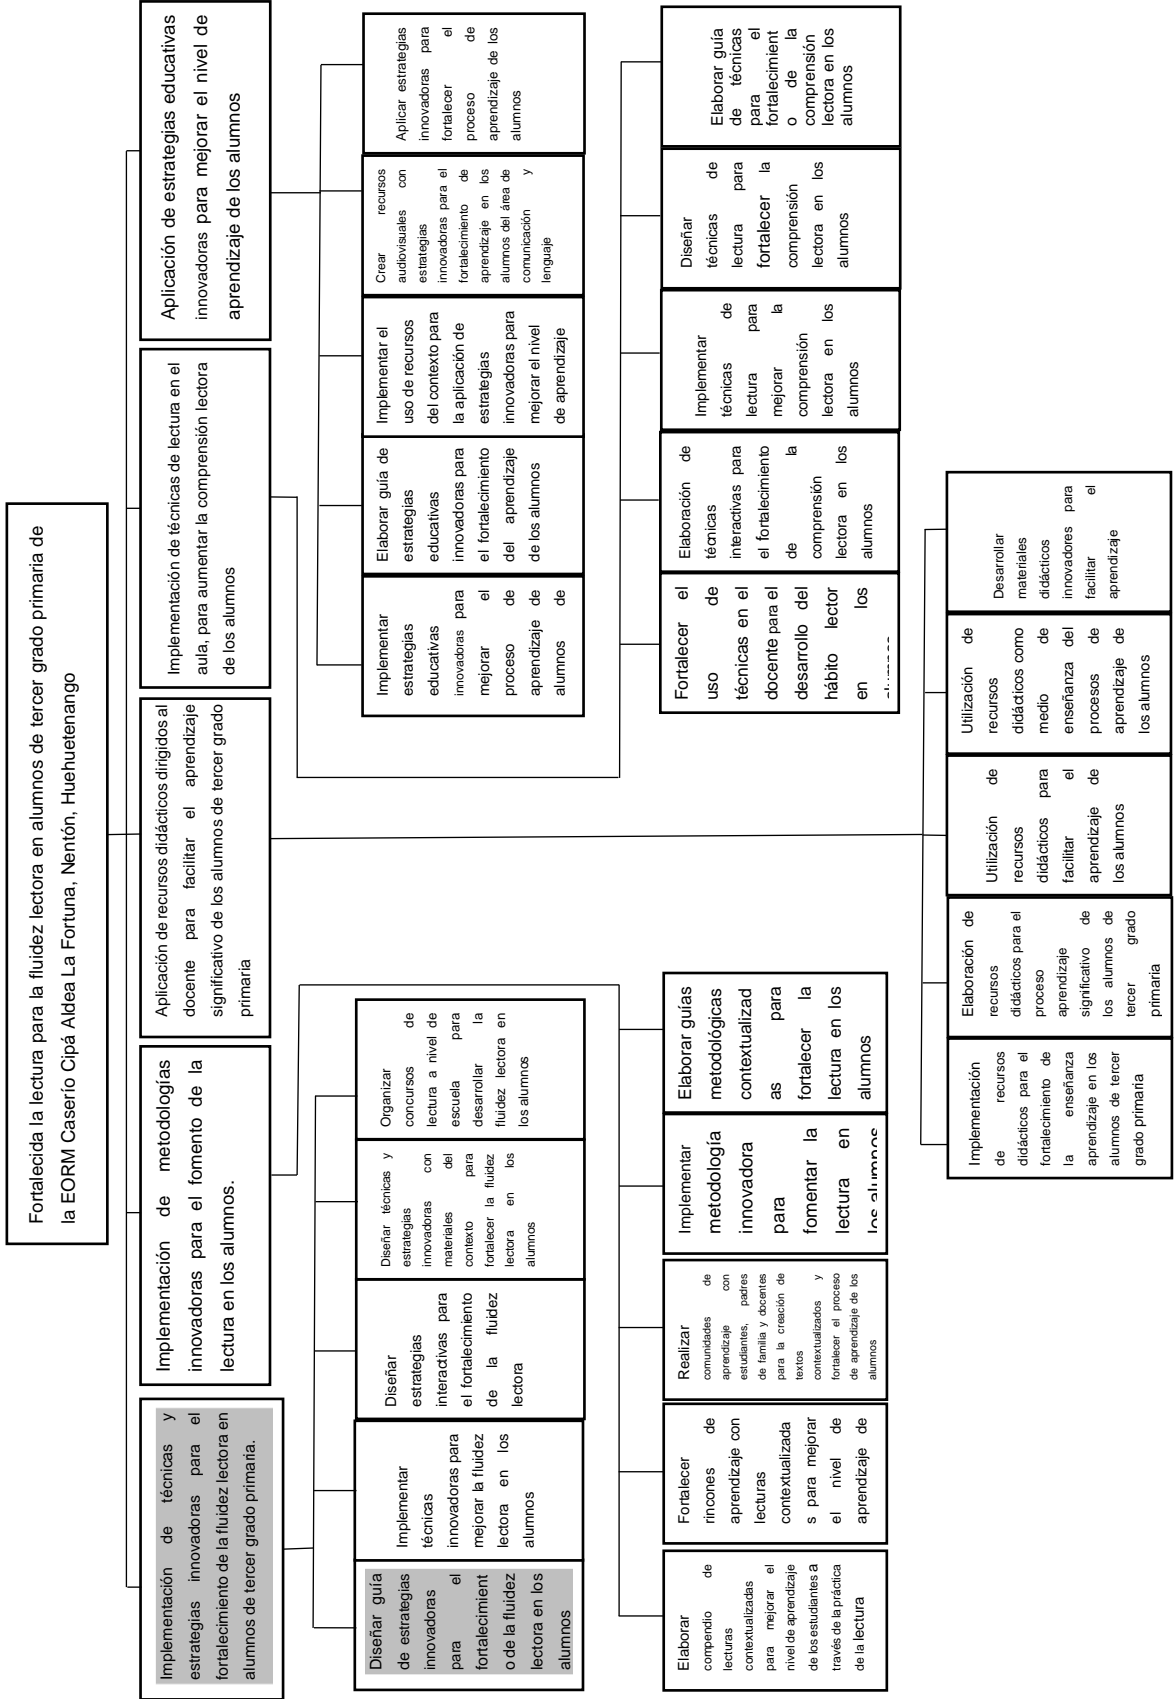 Fortalecida la lectura para la fluidez lectora en alumnos de tercer grado primaria de
la EORM Caserío Cipá Aldea La Fortuna, Nentón, Huehuetenango
Implementación de técnicas y
estrategias innovadoras para el
fortalecimiento de la fluidez lectora en
alumnos de tercer grado primaria.
Implementación de metodologías
innovadoras para el fomento de la
lectura en los alumnos.
Aplicación de recursos didácticos dirigidos al
docente para facilitar el aprendizaje
significativo de los alumnos de tercer grado
primaria
Implementación de técnicas de lectura en el
aula, para aumentar la comprensión lectora
de los alumnos
Aplicación de estrategias educativas
innovadoras para mejorar el nivel de
aprendizaje de los alumnos
Diseñar guía
de estrategias
innovadoras
para el
fortalecimient
o de la fluidez
lectora en los
alumnos
Implementar
técnicas
innovadoras para
mejorar la fluidez
lectora en los
alumnos
Diseñar
estrategias
interactivas para
el fortalecimiento
de la fluidez
lectora
Diseñar técnicas y
estrategias
innovadoras con
materiales del
contexto para
fortalecer la fluidez
lectora en los
alumnos
Organizar
concursos de
lectura a nivel de
escuela para
desarrollar la
fluidez lectora en
los alumnos
Implementar
estrategias
educativas
innovadoras para
mejorar el
proceso de
aprendizaje de
alumnos de
Elaborar guía de
estrategias
educativas
innovadoras para
el fortalecimiento
del aprendizaje
de los alumnos
Implementar el
uso de recursos
del contexto para
la aplicación de
estrategias
innovadoras para
mejorar el nivel
de aprendizaje
Crear recursos
audiovisuales con
estrategias
innovadoras para el
fortalecimiento de
aprendizaje en los
alumnos del área de
comunicación y
lenguaje
Aplicar estrategias
innovadoras para
fortalecer el
proceso de
aprendizaje de los
alumnos
Elaborar
compendio de
lecturas
contextualizadas
para mejorar el
nivel de aprendizaje
de los estudiantes a
través de la práctica
de la lectura
Fortalecer
rincones de
aprendizaje con
lecturas
contextualizada
s para mejorar
el nivel de
aprendizaje de
Realizar
comunidades de
aprendizaje con
estudiantes, padres
de familia y docentes
para la creación de
textos
contextualizados y
fortalecer el proceso
de aprendizaje de los
alumnos
Implementar
metodología
innovadora
para
fomentar la
lectura en
los alumnos
Elaborar guías
metodológicas
contextualizad
as para
fortalecer la
lectura en los
alumnos
Fortalecer el
uso de
técnicas en el
docente para el
desarrollo del
hábito lector
en los
Elaboración de
técnicas
interactivas para
el fortalecimiento
de la
comprensión
lectora en los
alumnos
Implementar
técnicas de
lectura para
mejorar la
comprensión
lectora en los
alumnos
Diseñar
técnicas de
lectura para
fortalecer la
comprensión
lectora en los
alumnos
Elaborar guía
de técnicas
para el
fortalecimient
o de la
comprensión
lectora en los
alumnos
Implementación
de recursos
didácticos para el
fortalecimiento de
la enseñanza
aprendizaje en los
alumnos de tercer
grado primaria
Elaboración de
recursos
didácticos para el
proceso
aprendizaje
significativo de
los alumnos de
tercer grado
primaria
Utilización de
recursos
didácticos para
facilitar el
aprendizaje de
los alumnos
Utilización de
recursos
didácticos como
medio de
enseñanza del
procesos de
aprendizaje de
los alumnos
Desarrollar
materiales
didácticos
innovadores para
facilitar el
aprendizaje